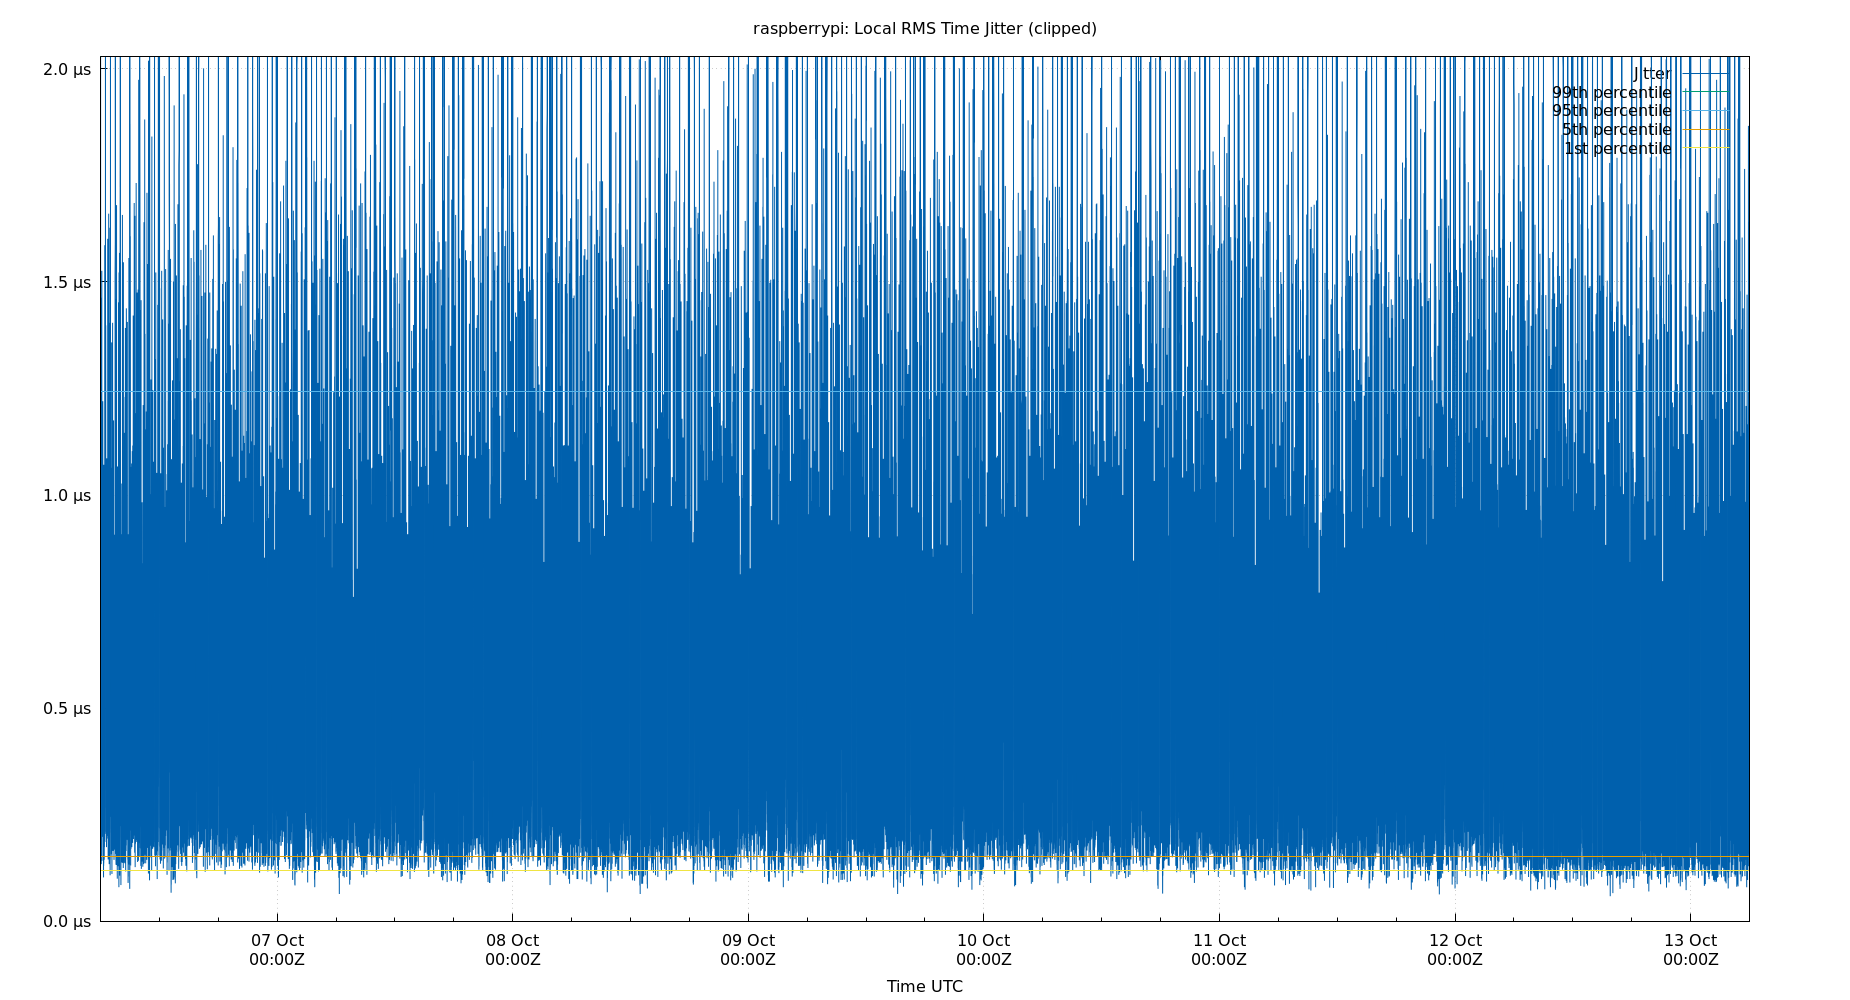 raspberrypi: Local RMS Time Jitter (clipped)
2.0 μs
1.5 μs
1.0 μs
0.5 μs
0.0 μs
Jitter
99th percentile
95th percentile
5th percentile
1st percentile
07 Oct
00:00Z
08 Oct
00:00Z
09 Oct
00:00Z
10 Oct
00:00Z
11 Oct
00:00Z
12 Oct
00:00Z
13 Oct
00:00Z
Time UTC